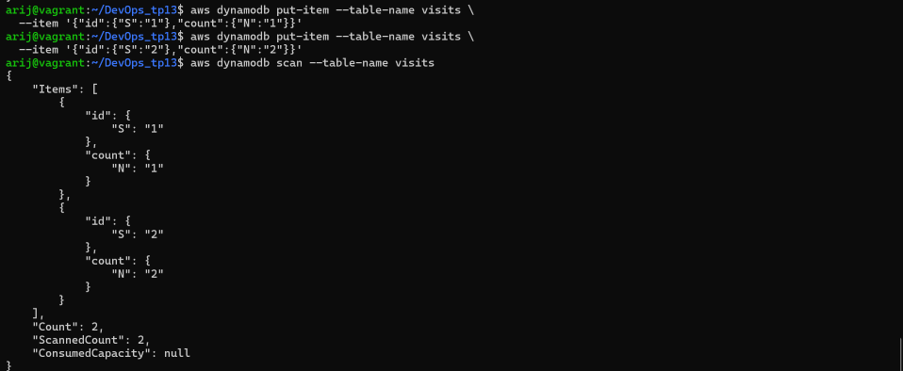 arij@vagrant:~/DevOps_tp13$ aws dynamodb put-item --table-name visits \
  --item '{"id":{"S":"1"},"count":{"N":"1"}}'
arij@vagrant:~/DevOps_tp13$ aws dynamodb put-item --table-name visits \
  --item '{"id":{"S":"2"},"count":{"N":"2"}}'
arij@vagrant:~/DevOps_tp13$ aws dynamodb scan --table-name visits
{
    "Items": [
        {
            "id": {
                "S": "1"
            },
            "count": {
                "N": "1"
            }
        },
        {
            "id": {
                "S": "2"
            },
            "count": {
                "N": "2"
            }
        }
    ],
    "Count": 2,
    "ScannedCount": 2,
    "ConsumedCapacity": null
}